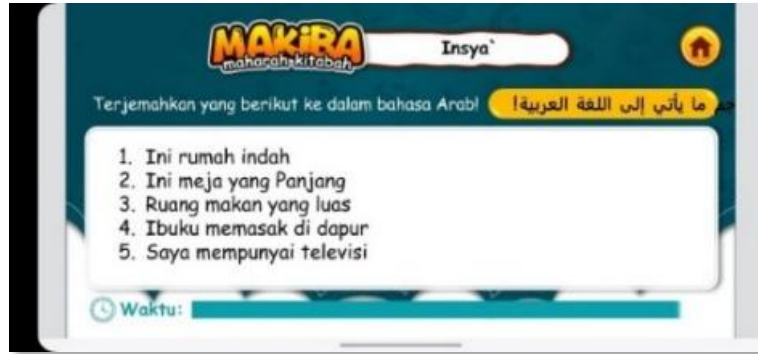 MAKIRA
maharah kitabah
Insya`
Terjemahkan yang berikut ke dalam bahasa Arab!
ما يأتي إلى اللغة العربية!
1. Ini rumah indah
2. Ini meja yang Panjang
3. Ruang makan yang luas
4. Ibuku memasak di dapur
5. Saya mempunyai televisi
Waktu: